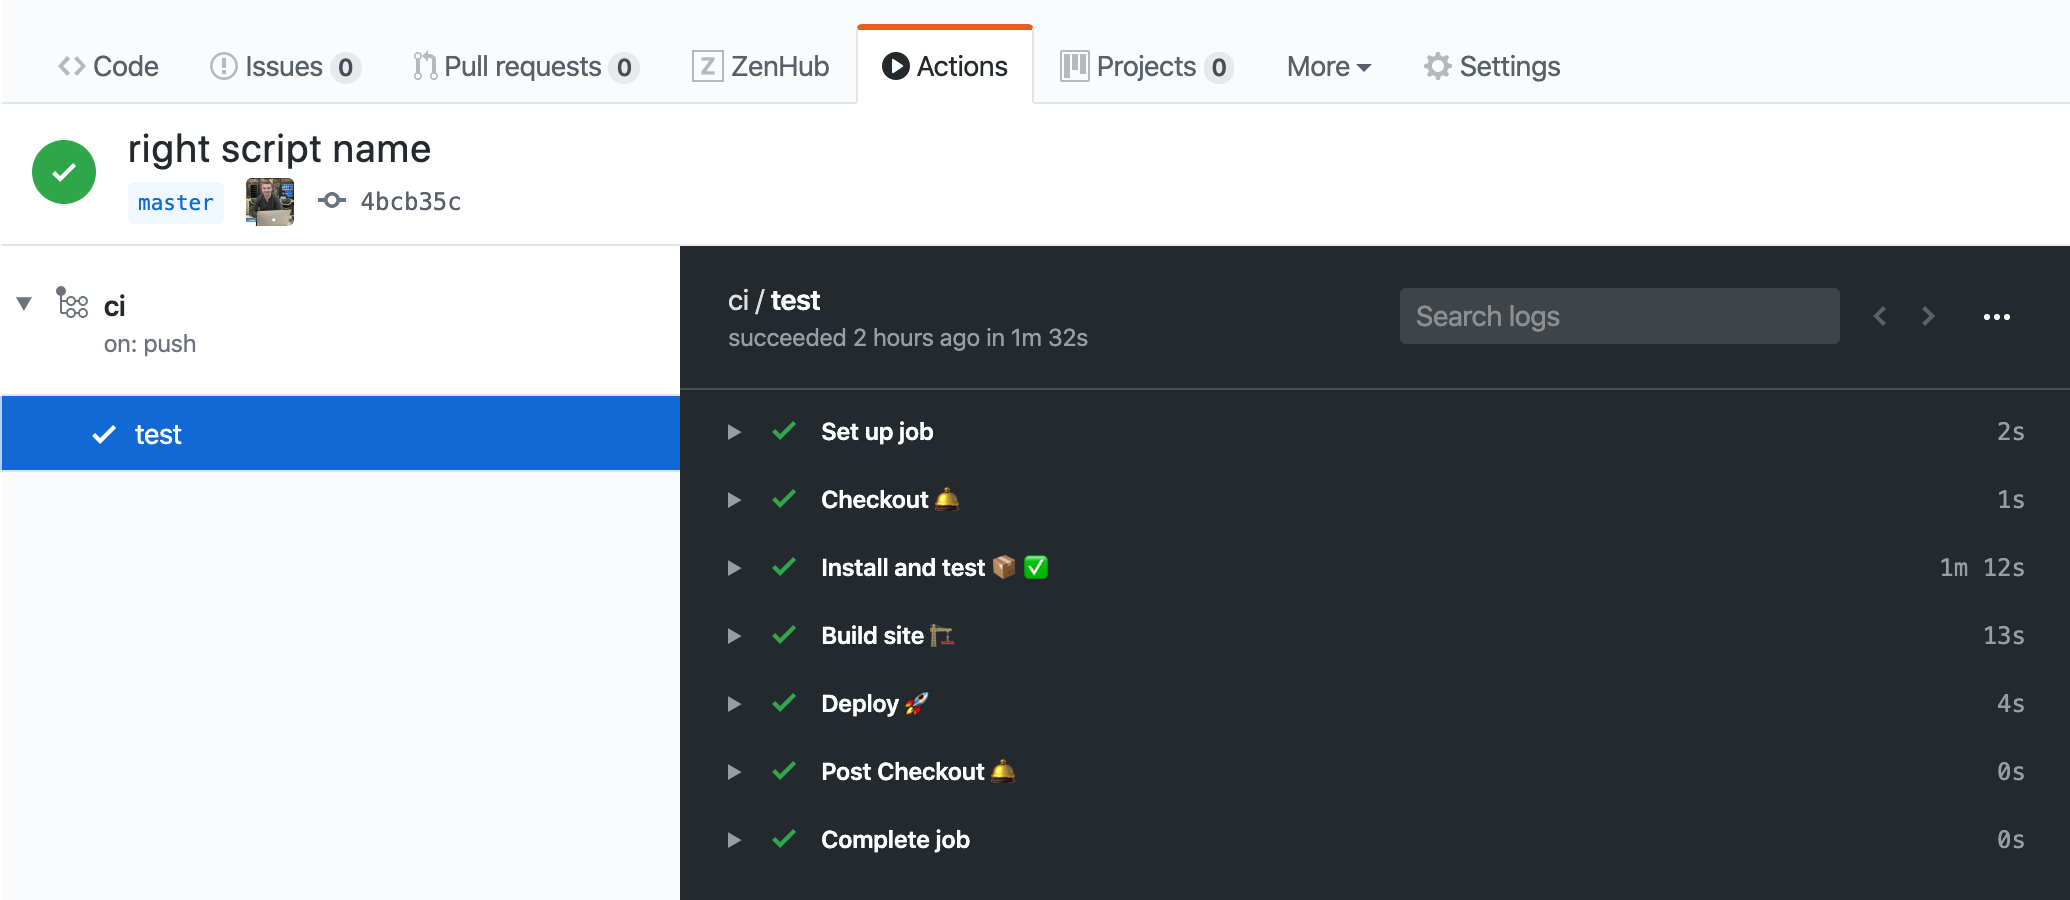 Code Issues 0 Pull requests 0 Z ZenHub Actions Projects 0 More Settings
right script name
master 4bcb35c
ci
on: push
test
ci / test
succeeded 2 hours ago in 1m 32s
Search logs
Set up job 2s
Checkout 🛎️ 1s
Install and test 📦 ✅ 1m 12s
Build site 🏗️ 13s
Deploy 🚀 4s
Post Checkout 🛎️ 0s
Complete job 0s